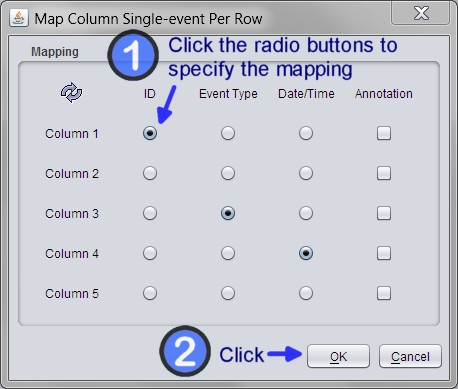 Map Column Single-event Per Row
Mapping
1 Click the radio buttons to
specify the mapping
ID Event Type Date/Time Annotation
Column 1
Column 2
Column 3
Column 4
Column 5
2 Click OK Cancel